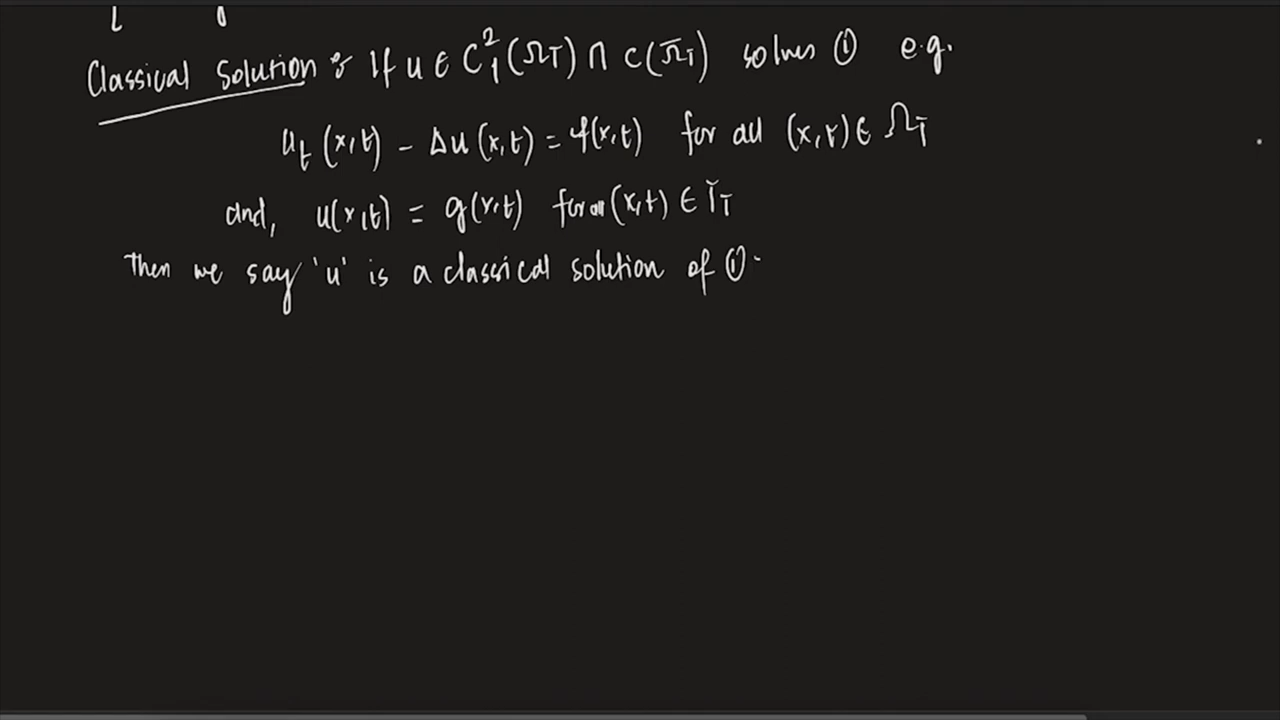 Classical Solution : If u ∈ C²₁(Ω_T) ∩ C(Ω̅_T) solves ① e.g.
u_t (x,t) - Δu (x,t) = f(x,t) for all (x,t) ∈ Ω_T
and, u(x,t) = g(x,t) for all (x,t) ∈ Γ_T
Then we say 'u' is a classical solution of ①.